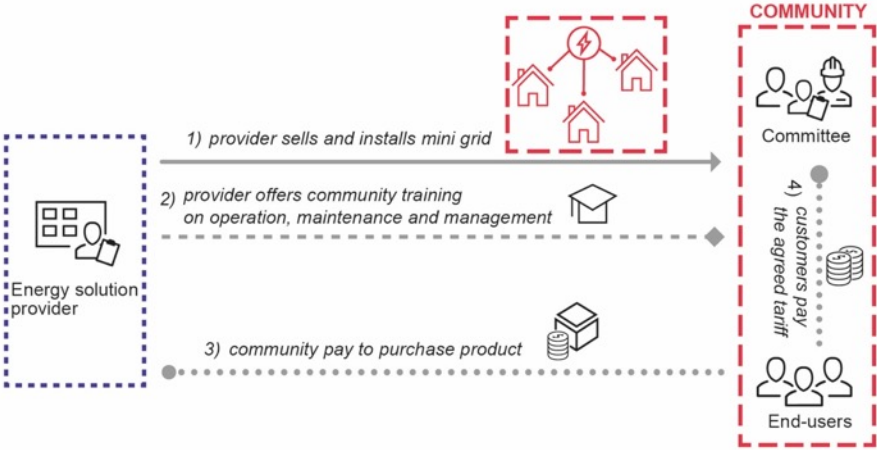 COMMUNITY
1) provider sells and installs mini grid
Committee
2) provider offers community training
on operation, maintenance and management
Energy solution
provider
4) customers pay
the agreed tariff
3) community pay to purchase product
End-users